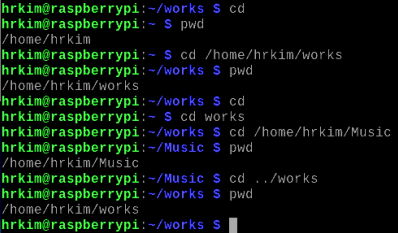 hrkim@raspberrypi:~/works $ cd
hrkim@raspberrypi:~ $ pwd
/home/hrkim
hrkim@raspberrypi:~ $ cd /home/hrkim/works
hrkim@raspberrypi:~/works $ pwd
/home/hrkim/works
hrkim@raspberrypi:~/works $ cd
hrkim@raspberrypi:~ $ cd works
hrkim@raspberrypi:~/works $ cd /home/hrkim/Music
hrkim@raspberrypi:~/Music $ pwd
/home/hrkim/Music
hrkim@raspberrypi:~/Music $ cd ../works
hrkim@raspberrypi:~/works $ pwd
/home/hrkim/works
hrkim@raspberrypi:~/works $